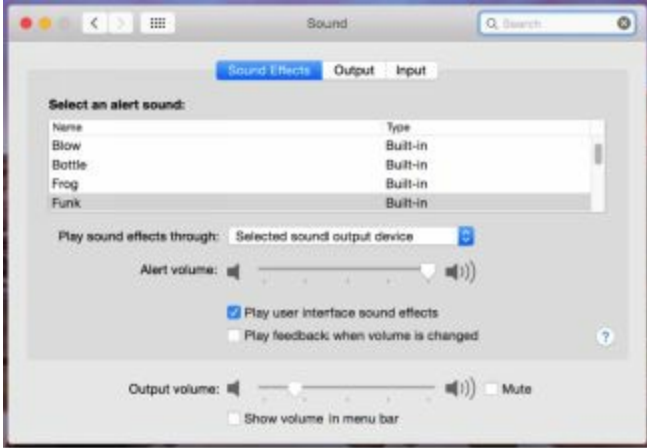 Sound
Search
Sound Effects Output Input
Select an alert sound:
Name Type
Blow Built-in
Bottle Built-in
Frog Built-in
Funk Built-in
Play sound effects through: Selected sound output device
Alert volume:
Play user interface sound effects
Play feedback when volume is changed
?
Output volume: Mute
Show volume in menu bar